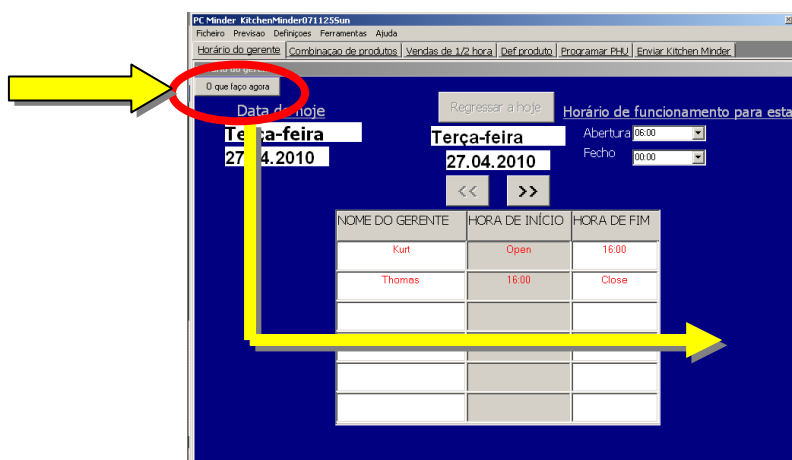 PC Minder KitchenMinder071125Sun
Ficheiro Previsao Definiçoes Ferramentas Ajuda
Horário do gerente Combinaçao de produtos Vendas de 1/2 hora Def produto Programar PHU Enviar Kitchen Minder
O que faço agora
Data de hoje Regressar a hoje Horário de funcionamento para esta
Terça-feira Terça-feira Abertura 06:00
27.04.2010 27.04.2010 Fecho 00:00
<< >>
NOME DO GERENTE HORA DE INÍCIO HORA DE FIM
Kurt Open 16:00
Thomas 16:00 Close